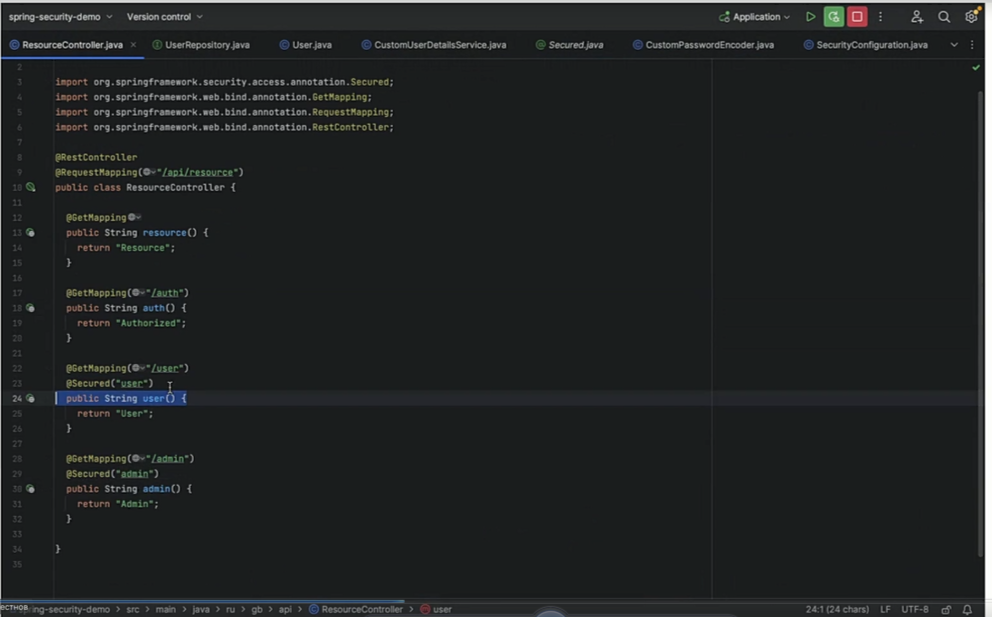 spring-security-demo Version control Application
ResourceController.java UserRepository.java User.java CustomUserDetailsService.java Secured.java CustomPasswordEncoder.java SecurityConfiguration.java
2
3 import org.springframework.security.access.annotation.Secured;
4 import org.springframework.web.bind.annotation.GetMapping;
5 import org.springframework.web.bind.annotation.RequestMapping;
6 import org.springframework.web.bind.annotation.RestController;
7
8 @RestController
9 @RequestMapping("/api/resource")
10 public class ResourceController {
11
12 @GetMapping
13 public String resource() {
14 return "Resource";
15 }
16
17 @GetMapping("/auth")
18 public String auth() {
19 return "Authorized";
20 }
21
22 @GetMapping("/user")
23 @Secured("user")
24 public String user() {
25 return "User";
26 }
27
28 @GetMapping("/admin")
29 @Secured("admin")
30 public String admin() {
31 return "Admin";
32 }
33
34 }
35
spring-security-demo > src > main > java > ru > gb > api > ResourceController > user 24:1 (24 chars) LF UTF-8